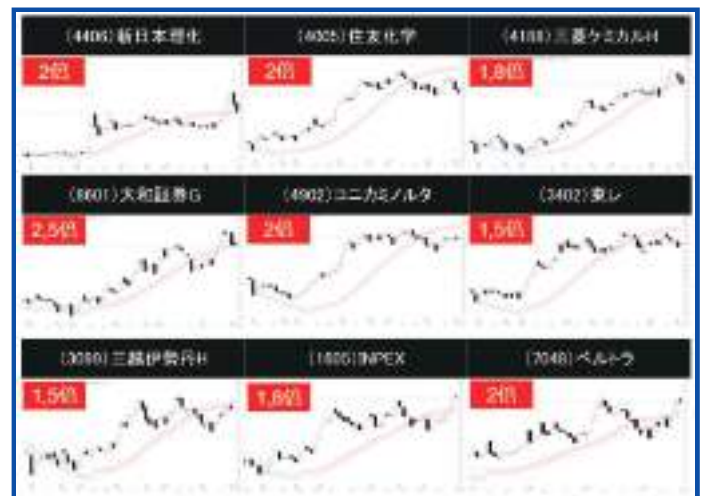 (4406)新日本理化 (4005)住友化学 (4188)三菱ケミカルH
2倍 2倍 1,8倍
(8601)大和証券G (4902)コニカミノルタ (3402)東レ
2,5倍 2倍 1,5倍
(3099)三越伊勢丹H (1605)INPEX (7048)ベルトラ
1,5倍 1,6倍 2倍